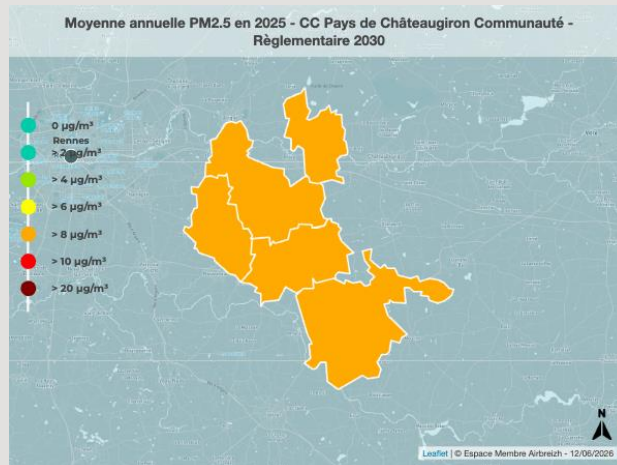 Moyenne annuelle PM2.5 en 2025 - CC Pays de Châteaugiron Communauté -
Règlementaire 2030
0 µg/m³
Rennes
≥ 2 µg/m³
> 4 µg/m³
> 6 µg/m³
> 8 µg/m³
> 10 µg/m³
> 20 µg/m³
N
Leaflet | © Espace Membre Airbreizh - 12/06/2026